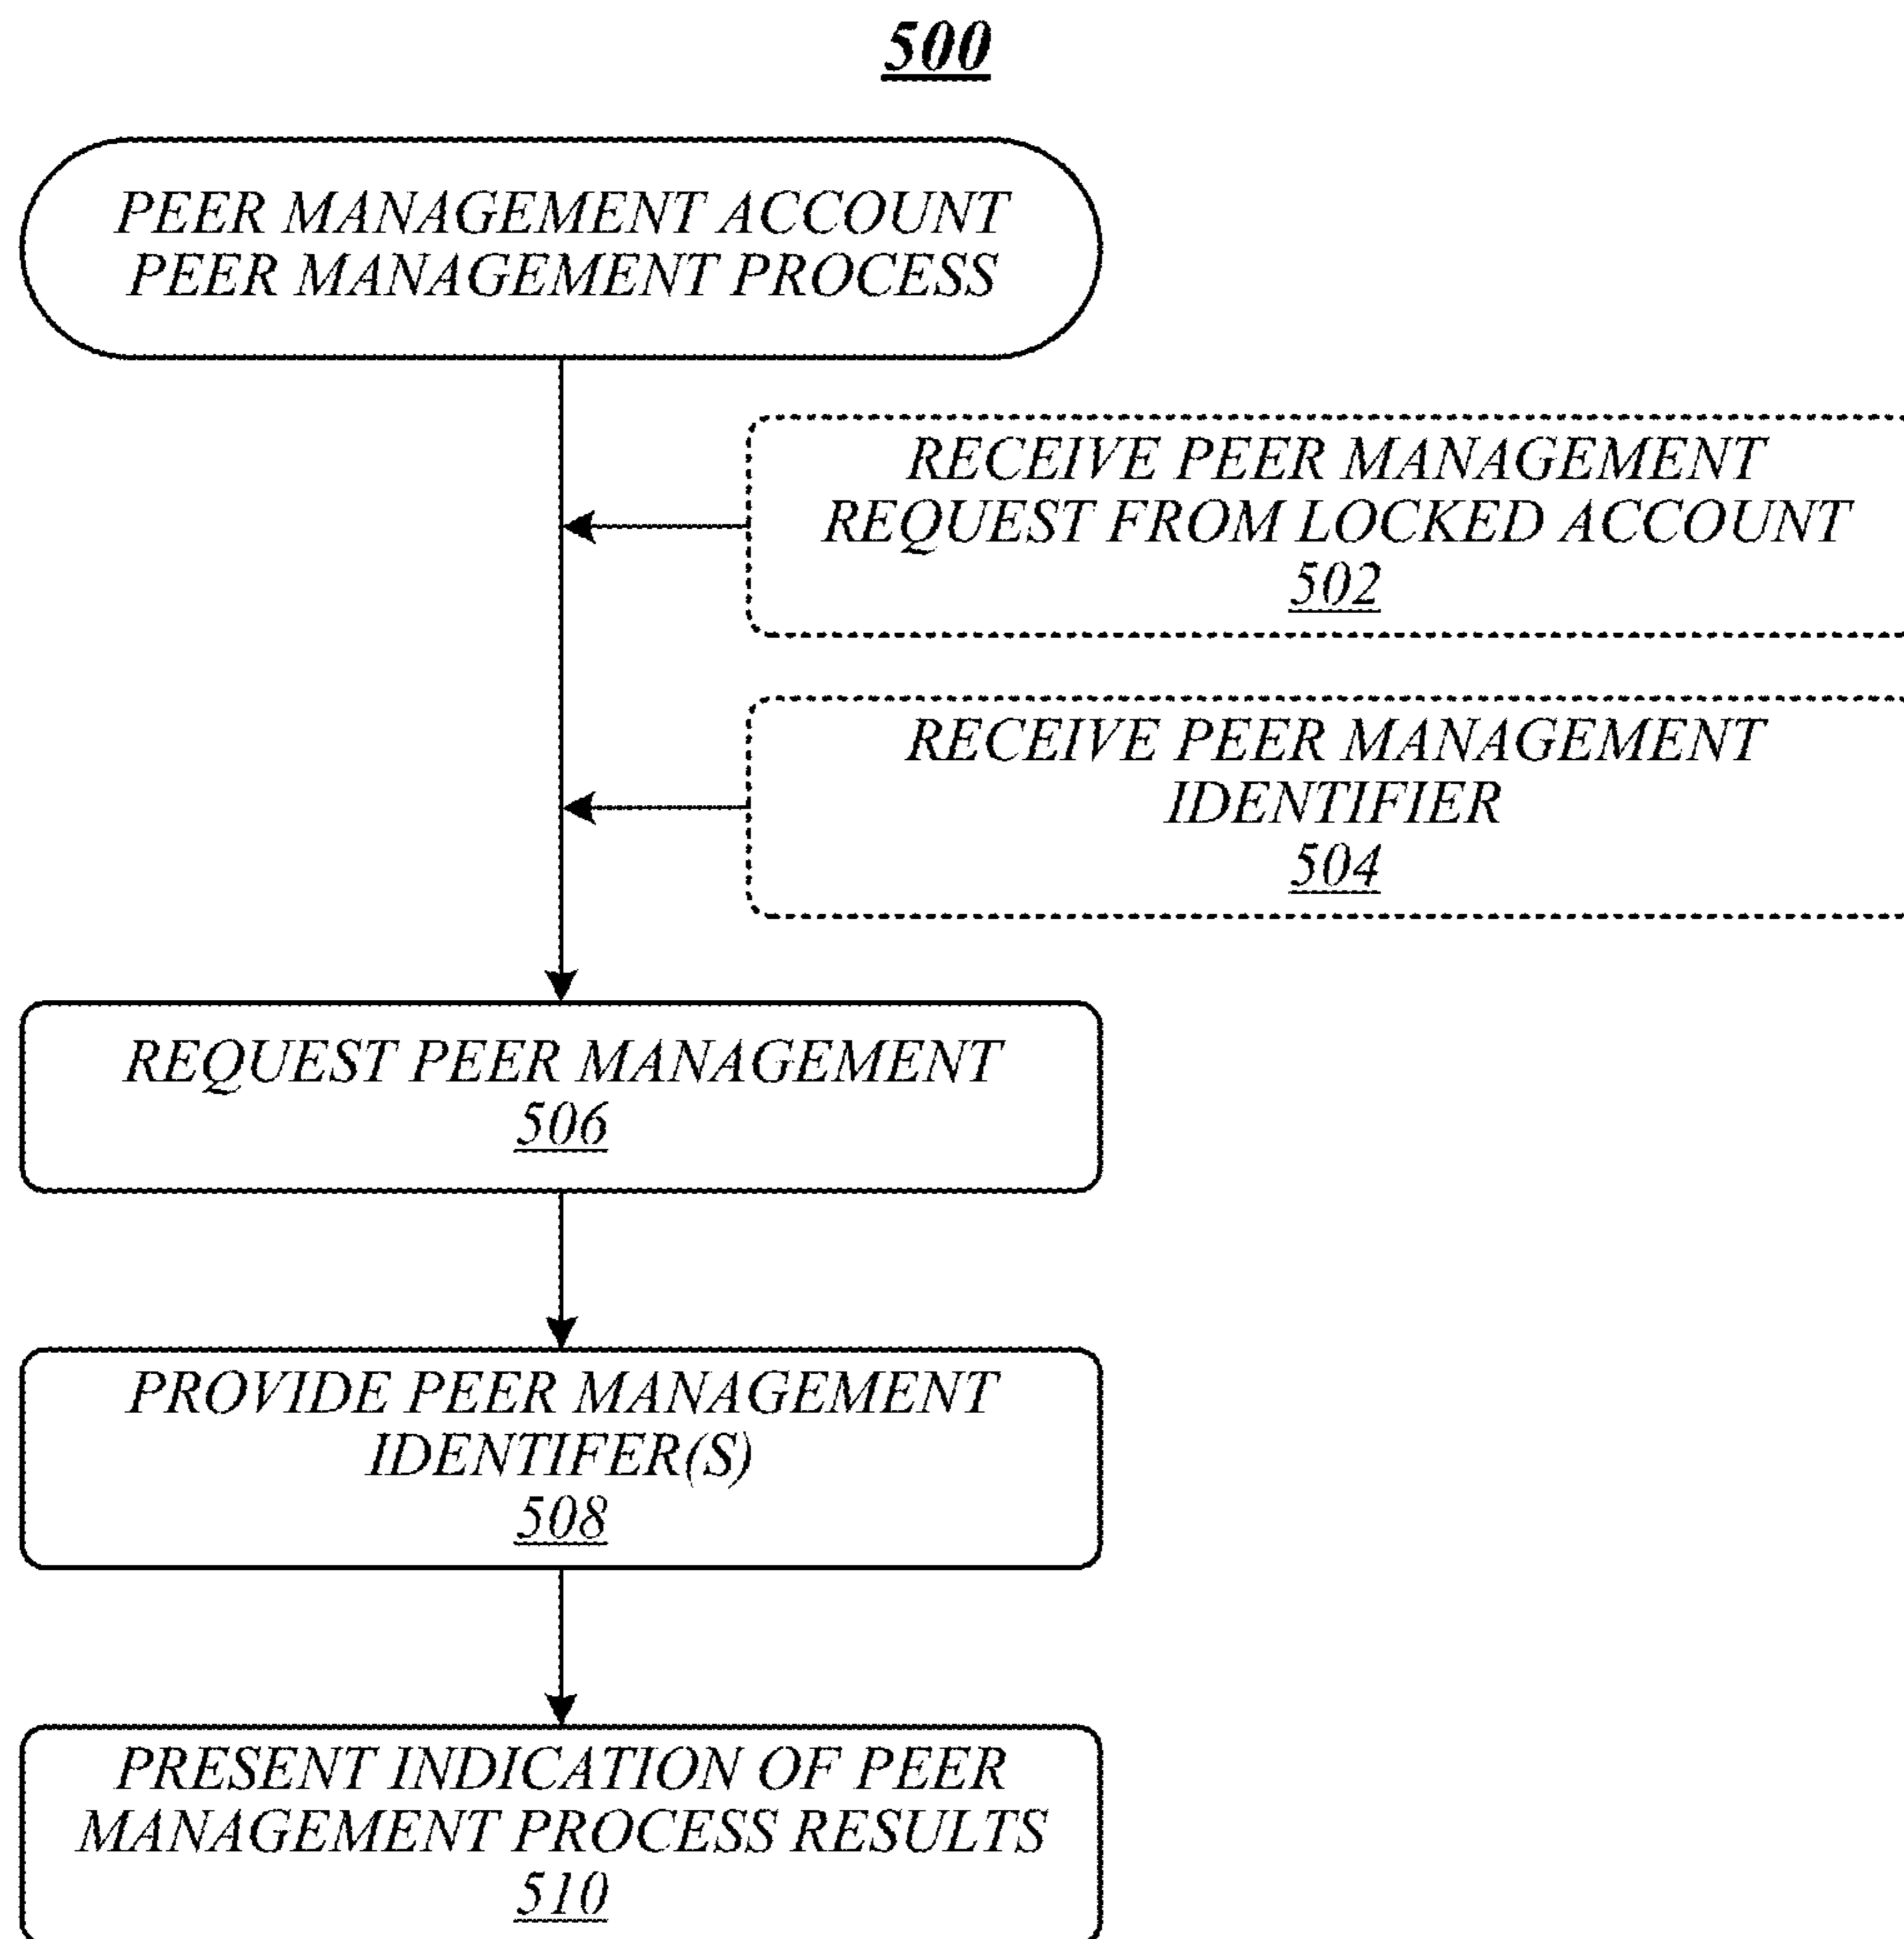 500
PEER MANAGEMENT ACCOUNT
PEER MANAGEMENT PROCESS
RECEIVE PEER MANAGEMENT
REQUEST FROM LOCKED ACCOUNT
502
RECEIVE PEER MANAGEMENT
IDENTIFIER
504
REQUEST PEER MANAGEMENT
506
PROVIDE PEER MANAGEMENT
IDENTIFER(S)
508
PRESENT INDICATION OF PEER
MANAGEMENT PROCESS RESULTS
510